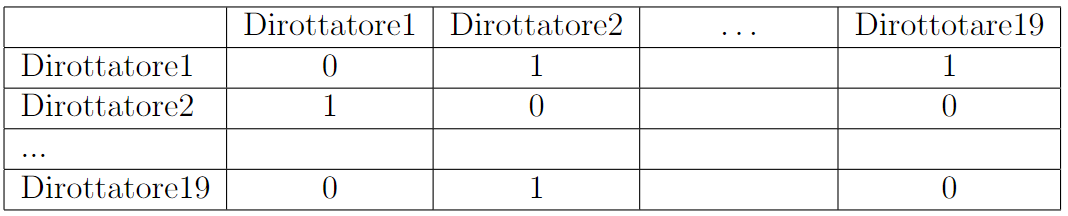 Dirottatore1 Dirottatore2 ... Dirottotare19
Dirottatore1 0 1 1
Dirottatore2 1 0 0
...
Dirottatore19 0 1 0